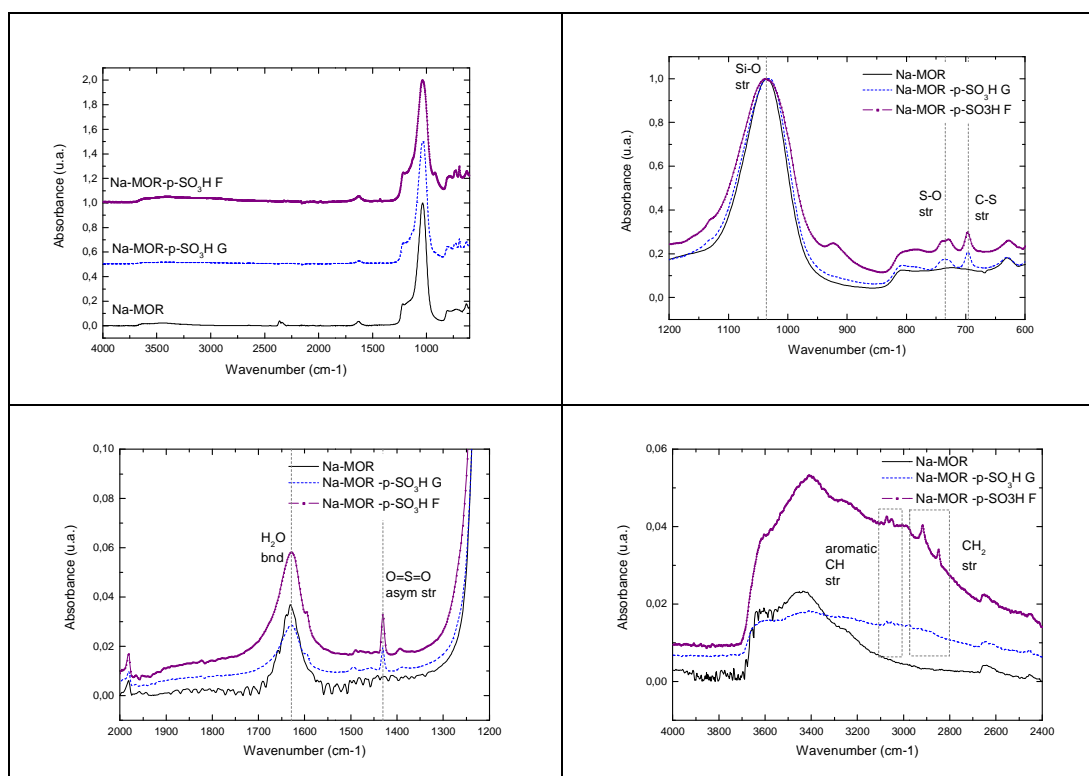 2,0
1,8
1,6
1,4
1,2
1,0
0,8
0,6
0,4
0,2
0,0
Absorbance (u.a.)
Na-MOR-p-SO₃H F
Na-MOR-p-SO₃H G
Na-MOR
4000 3500 3000 2500 2000 1500 1000
Wavenumber (cm-1)
1,0
0,8
0,6
0,4
0,2
0,0
Absorbance (u.a.)
Si-O
str
Na-MOR
Na-MOR -p-SO₃H G
Na-MOR -p-SO3H F
S-O
str
C-S
str
1200 1100 1000 900 800 700 600
Wavenumber (cm-1)
0,10
0,08
0,06
0,04
0,02
0,00
Absorbance (u.a.)
Na-MOR
Na-MOR -p-SO₃H G
Na-MOR -p-SO₃H F
H₂O
bnd
O=S=O
asym str
2000 1900 1800 1700 1600 1500 1400 1300 1200
Wavenumber (cm-1)
0,06
0,04
0,02
0,00
Absorbance (u.a.)
Na-MOR
Na-MOR -p-SO₃H G
Na-MOR -p-SO3H F
aromatic
CH
str
CH₂
str
4000 3800 3600 3400 3200 3000 2800 2600 2400
Wavenumber (cm-1)